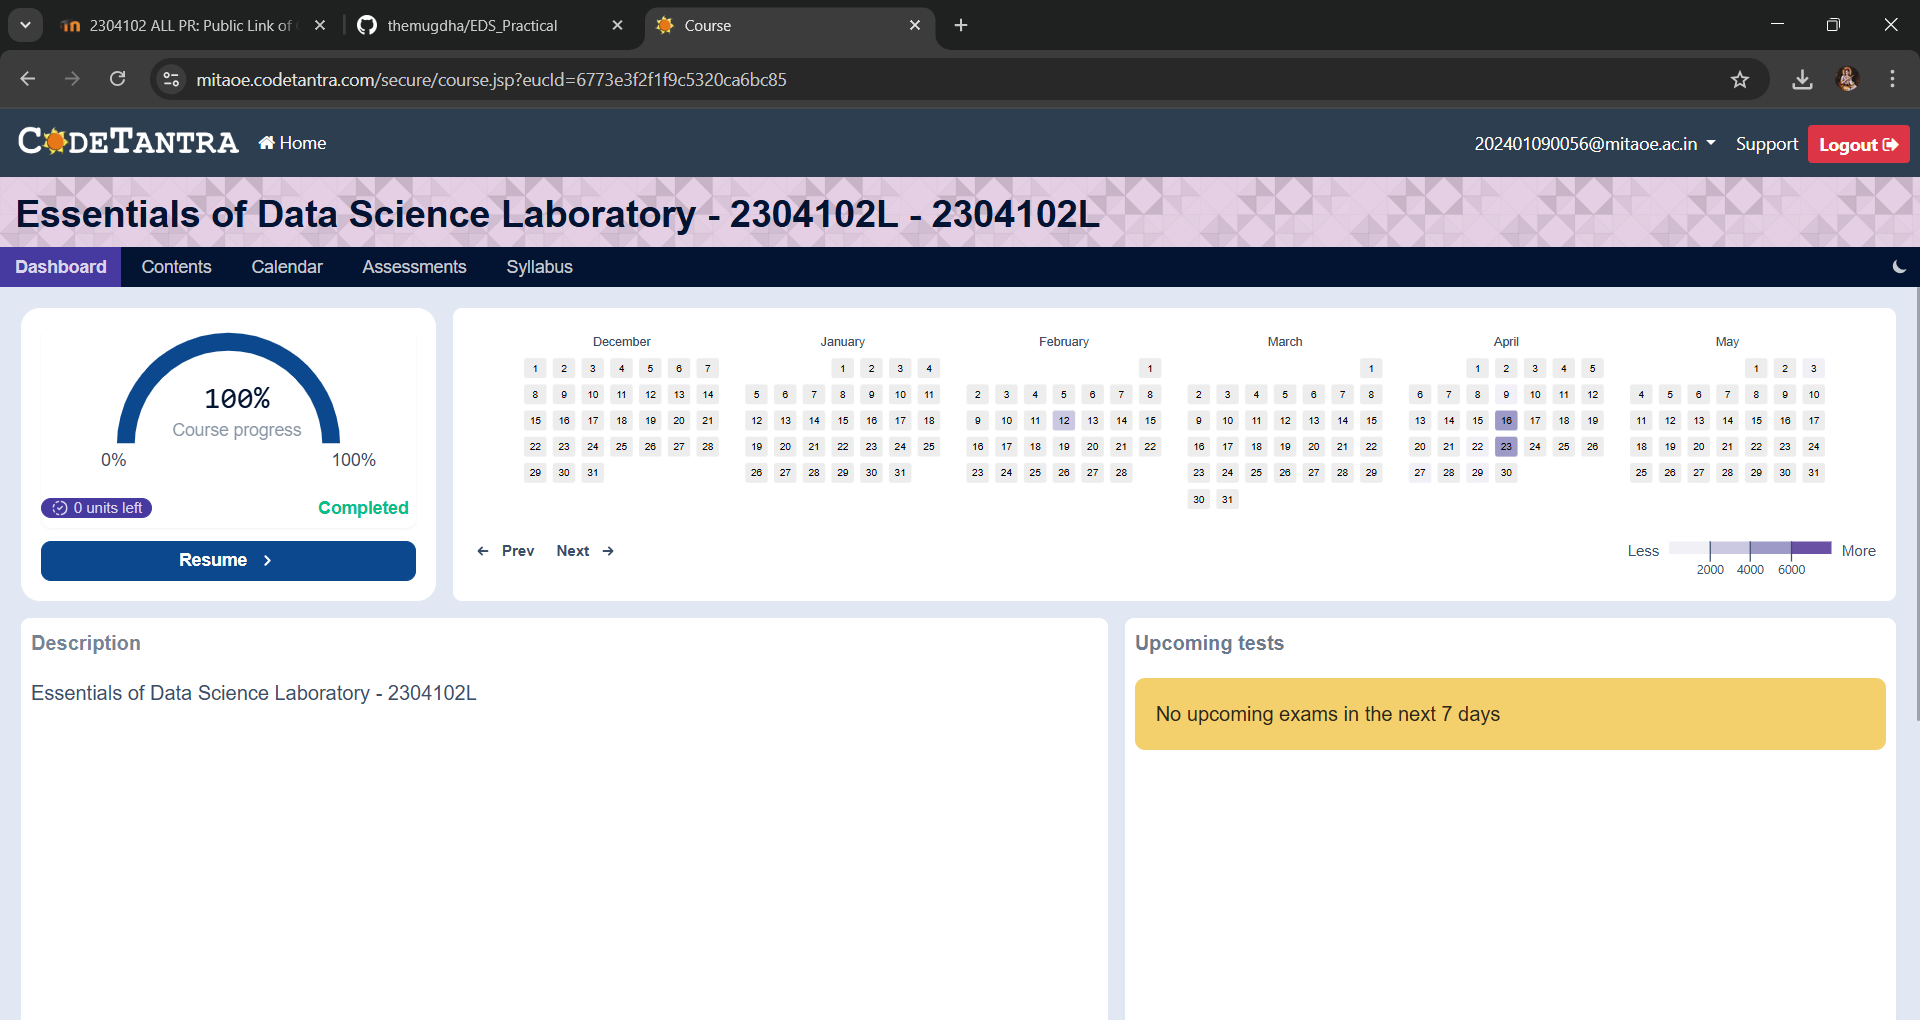 2304102 ALL PR: Public Link of
themugdha/EDS_Practical
Course
mitaoe.codetantra.com/secure/course.jsp?eucId=6773e3f2f1f9c5320ca6bc85
CODETANTRA
Home
202401090056@mitaoe.ac.in
Support
Logout
Essentials of Data Science Laboratory - 2304102L - 2304102L
Dashboard Contents Calendar Assessments Syllabus
100%
Course progress
0% 100%
0 units left
Completed
Resume
December
1 2 3 4 5 6 7
8 9 10 11 12 13 14
15 16 17 18 19 20 21
22 23 24 25 26 27 28
29 30 31
January
1 2 3 4
5 6 7 8 9 10 11
12 13 14 15 16 17 18
19 20 21 22 23 24 25
26 27 28 29 30 31
February
1
2 3 4 5 6 7 8
9 10 11 12 13 14 15
16 17 18 19 20 21 22
23 24 25 26 27 28
March
1
2 3 4 5 6 7 8
9 10 11 12 13 14 15
16 17 18 19 20 21 22
23 24 25 26 27 28 29
30 31
April
1 2 3 4 5
6 7 8 9 10 11 12
13 14 15 16 17 18 19
20 21 22 23 24 25 26
27 28 29 30
May
1 2 3
4 5 6 7 8 9 10
11 12 13 14 15 16 17
18 19 20 21 22 23 24
25 26 27 28 29 30 31
Prev Next
Less More
2000 4000 6000
Description
Essentials of Data Science Laboratory - 2304102L
Upcoming tests
No upcoming exams in the next 7 days